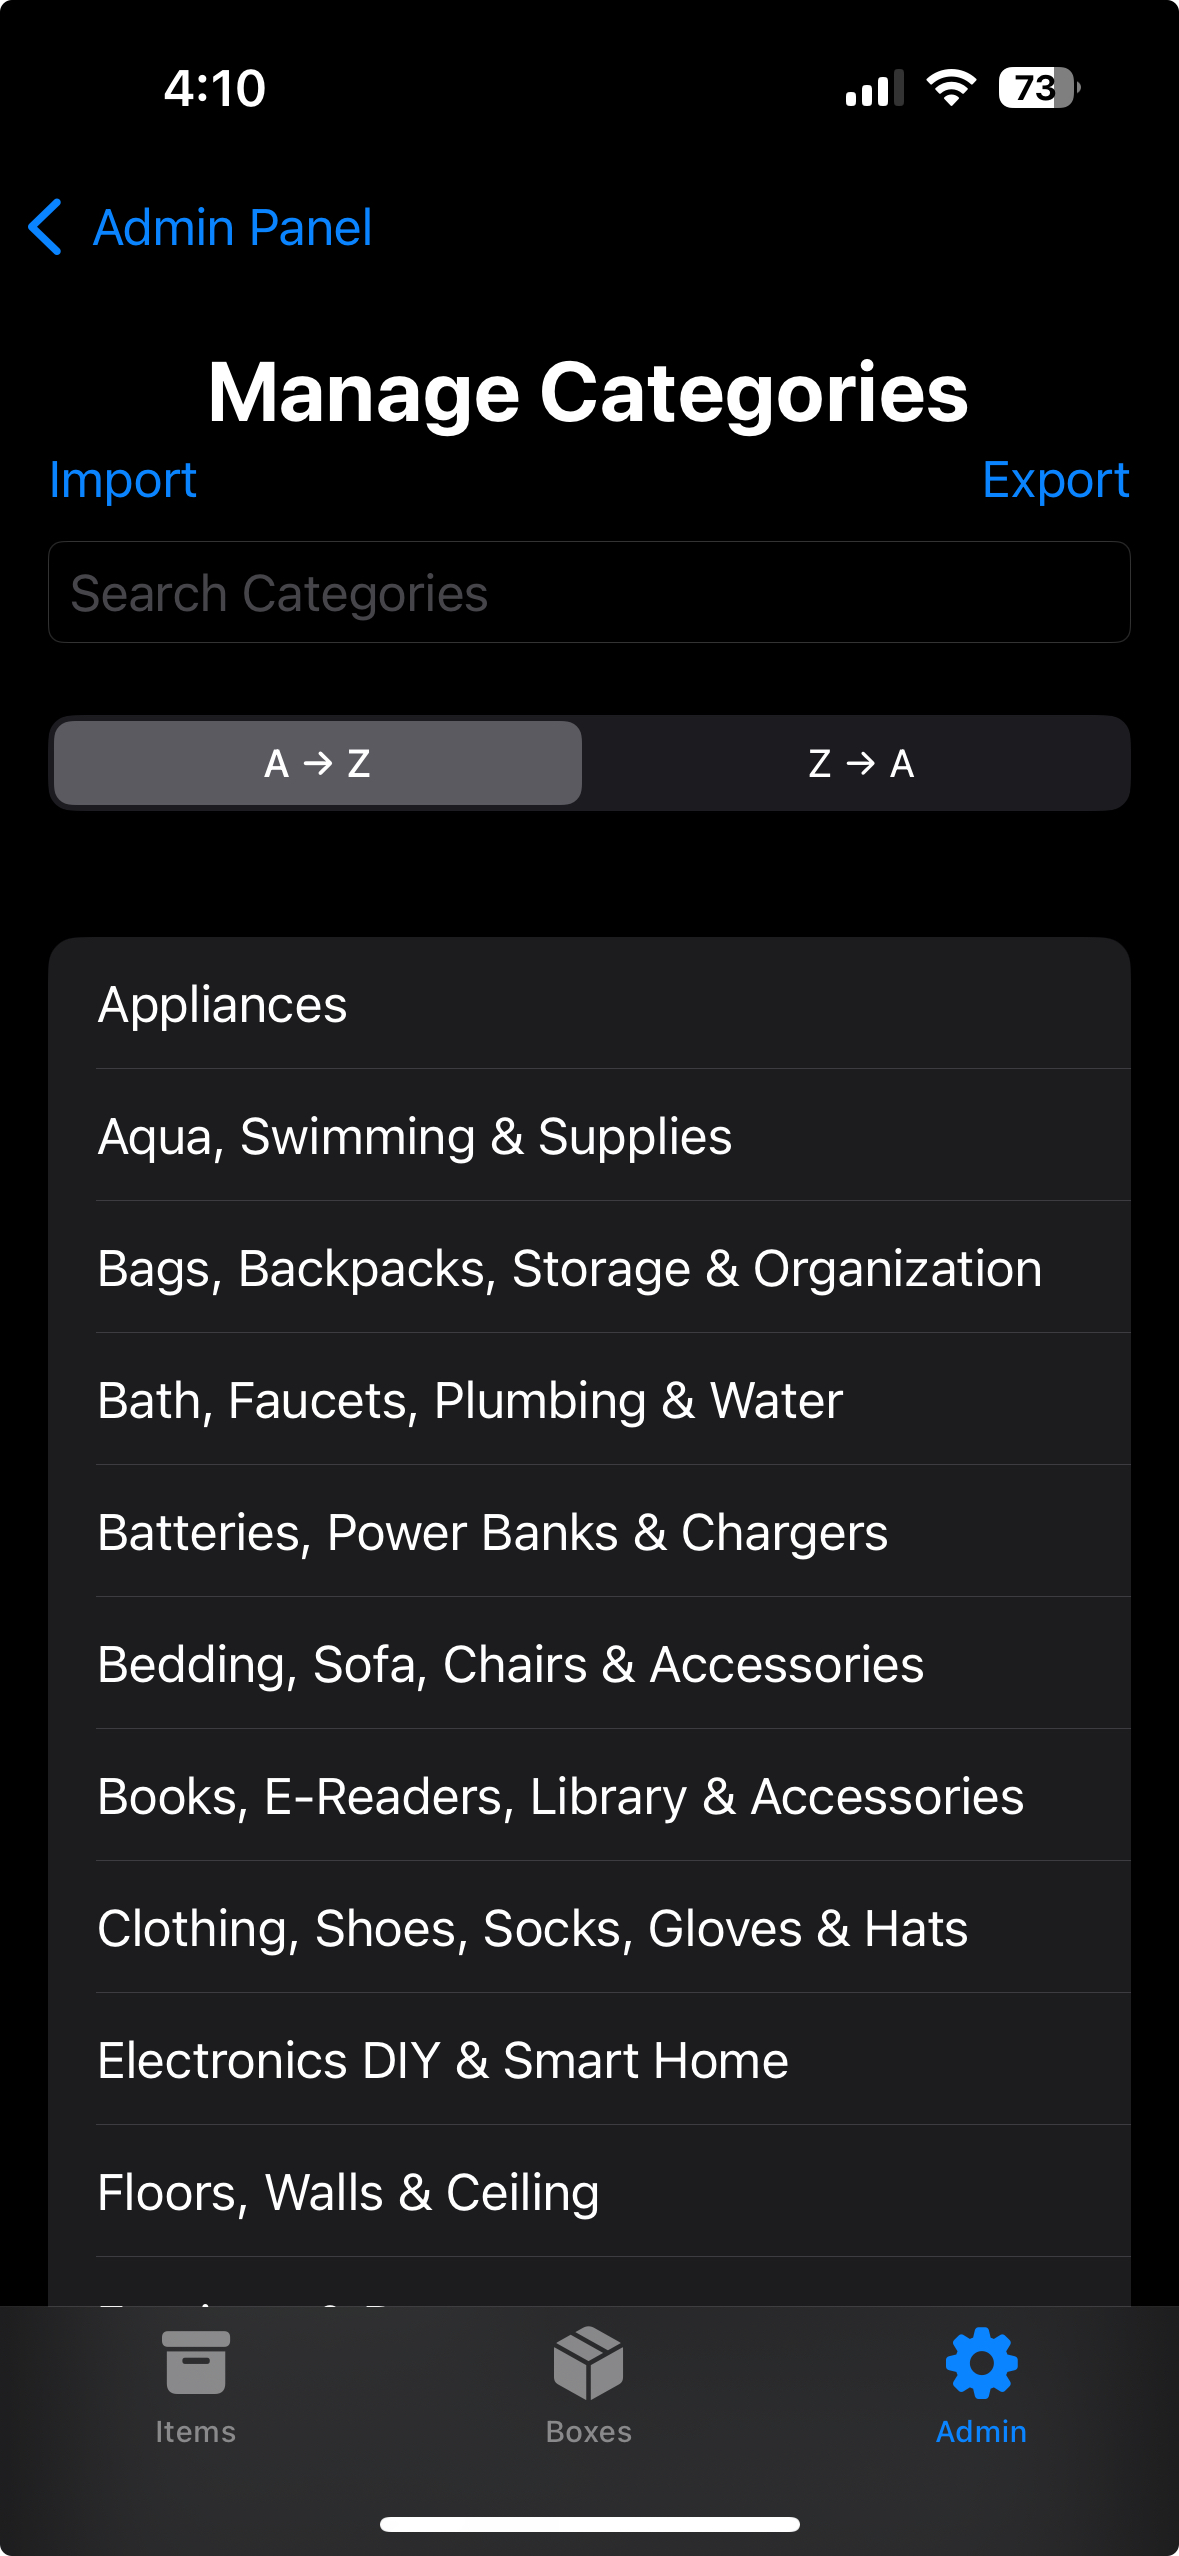 4:10
73
Admin Panel
Manage Categories
Import
Export
Search Categories
A → Z
Z → A
Appliances
Aqua, Swimming & Supplies
Bags, Backpacks, Storage & Organization
Bath, Faucets, Plumbing & Water
Batteries, Power Banks & Chargers
Bedding, Sofa, Chairs & Accessories
Books, E-Readers, Library & Accessories
Clothing, Shoes, Socks, Gloves & Hats
Electronics DIY & Smart Home
Floors, Walls & Ceiling
Items
Boxes
Admin